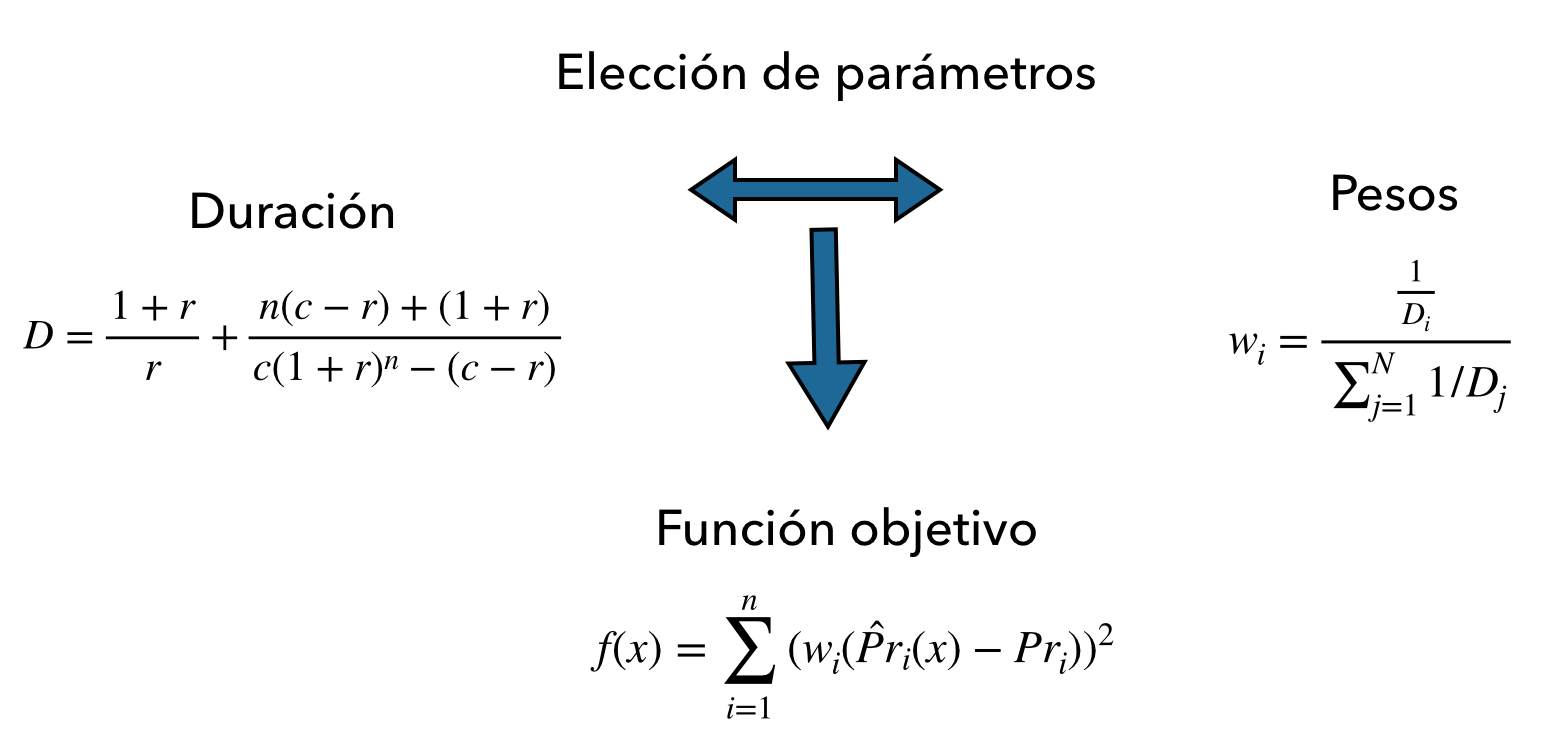 Elección de parámetros
Duración
Pesos
D = \frac{1 + r}{r} + \frac{n(c - r) + (1 + r)}{c(1 + r)^n - (c - r)}
w_i = \frac{\frac{1}{D_i}}{\sum_{j=1}^{N} 1/D_j}
Función objetivo
f(x) = \sum_{i=1}^{n} (w_i(\hat{P}r_i(x) - Pr_i))^2